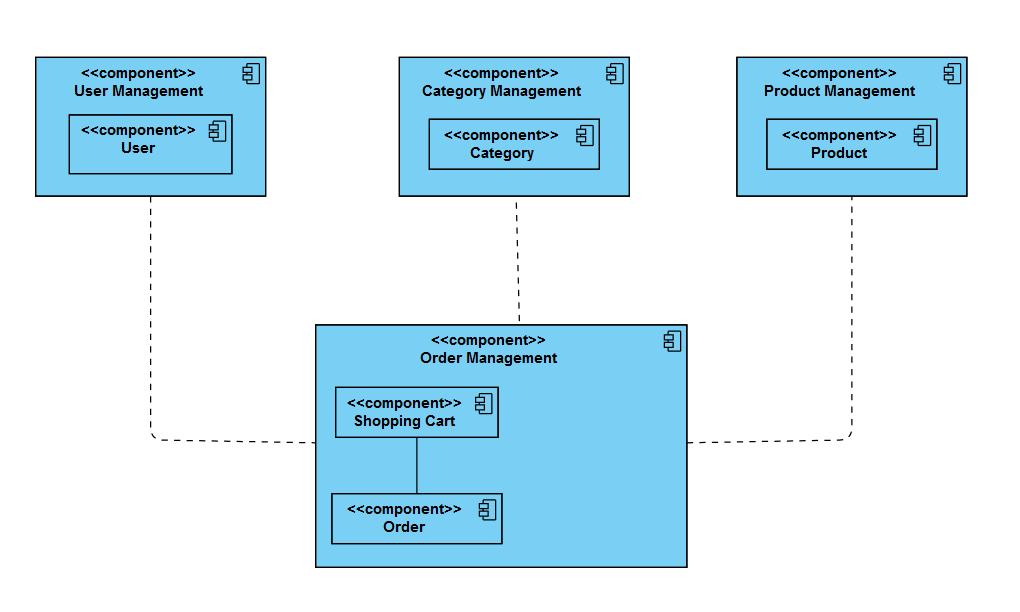 <<component>>
User Management
<<component>>
User
<<component>>
Category Management
<<component>>
Category
<<component>>
Product Management
<<component>>
Product
<<component>>
Order Management
<<component>>
Shopping Cart
<<component>>
Order